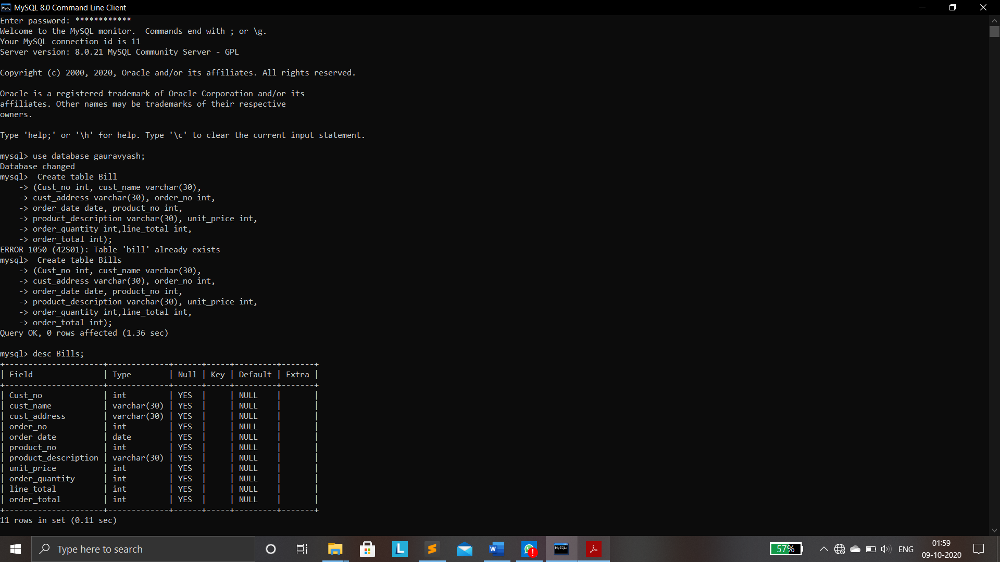 MySQL 8.0 Command Line Client
Enter password: ************
Welcome to the MySQL monitor.  Commands end with ; or \g.
Your MySQL connection id is 11
Server version: 8.0.21 MySQL Community Server - GPL
Copyright (c) 2000, 2020, Oracle and/or its affiliates. All rights reserved.
Oracle is a registered trademark of Oracle Corporation and/or its
affiliates. Other names may be trademarks of their respective
owners.
Type 'help;' or '\h' for help. Type '\c' to clear the current input statement.
mysql> use database gauravyash;
Database changed
mysql>  Create table Bill
    -> (Cust_no int, cust_name varchar(30),
    -> cust_address varchar(30), order_no int,
    -> order_date date, product_no int,
    -> product_description varchar(30), unit_price int,
    -> order_quantity int,line_total int,
    -> order_total int);
ERROR 1050 (42S01): Table 'bill' already exists
mysql>  Create table Bills
    -> (Cust_no int, cust_name varchar(30),
    -> cust_address varchar(30), order_no int,
    -> order_date date, product_no int,
    -> product_description varchar(30), unit_price int,
    -> order_quantity int,line_total int,
    -> order_total int);
Query OK, 0 rows affected (1.36 sec)
mysql> desc Bills;
+---------------------+-------------+------+-----+---------+-------+
| Field               | Type        | Null | Key | Default | Extra |
+---------------------+-------------+------+-----+---------+-------+
| Cust_no             | int         | YES  |     | NULL    |       |
| cust_name           | varchar(30) | YES  |     | NULL    |       |
| cust_address        | varchar(30) | YES  |     | NULL    |       |
| order_no            | int         | YES  |     | NULL    |       |
| order_date          | date        | YES  |     | NULL    |       |
| product_no          | int         | YES  |     | NULL    |       |
| product_description | varchar(30) | YES  |     | NULL    |       |
| unit_price          | int         | YES  |     | NULL    |       |
| order_quantity      | int         | YES  |     | NULL    |       |
| line_total          | int         | YES  |     | NULL    |       |
| order_total         | int         | YES  |     | NULL    |       |
+---------------------+-------------+------+-----+---------+-------+
11 rows in set (0.11 sec)
Type here to search
L
W
MySQL
57%
ENG
01:59
09-10-2020